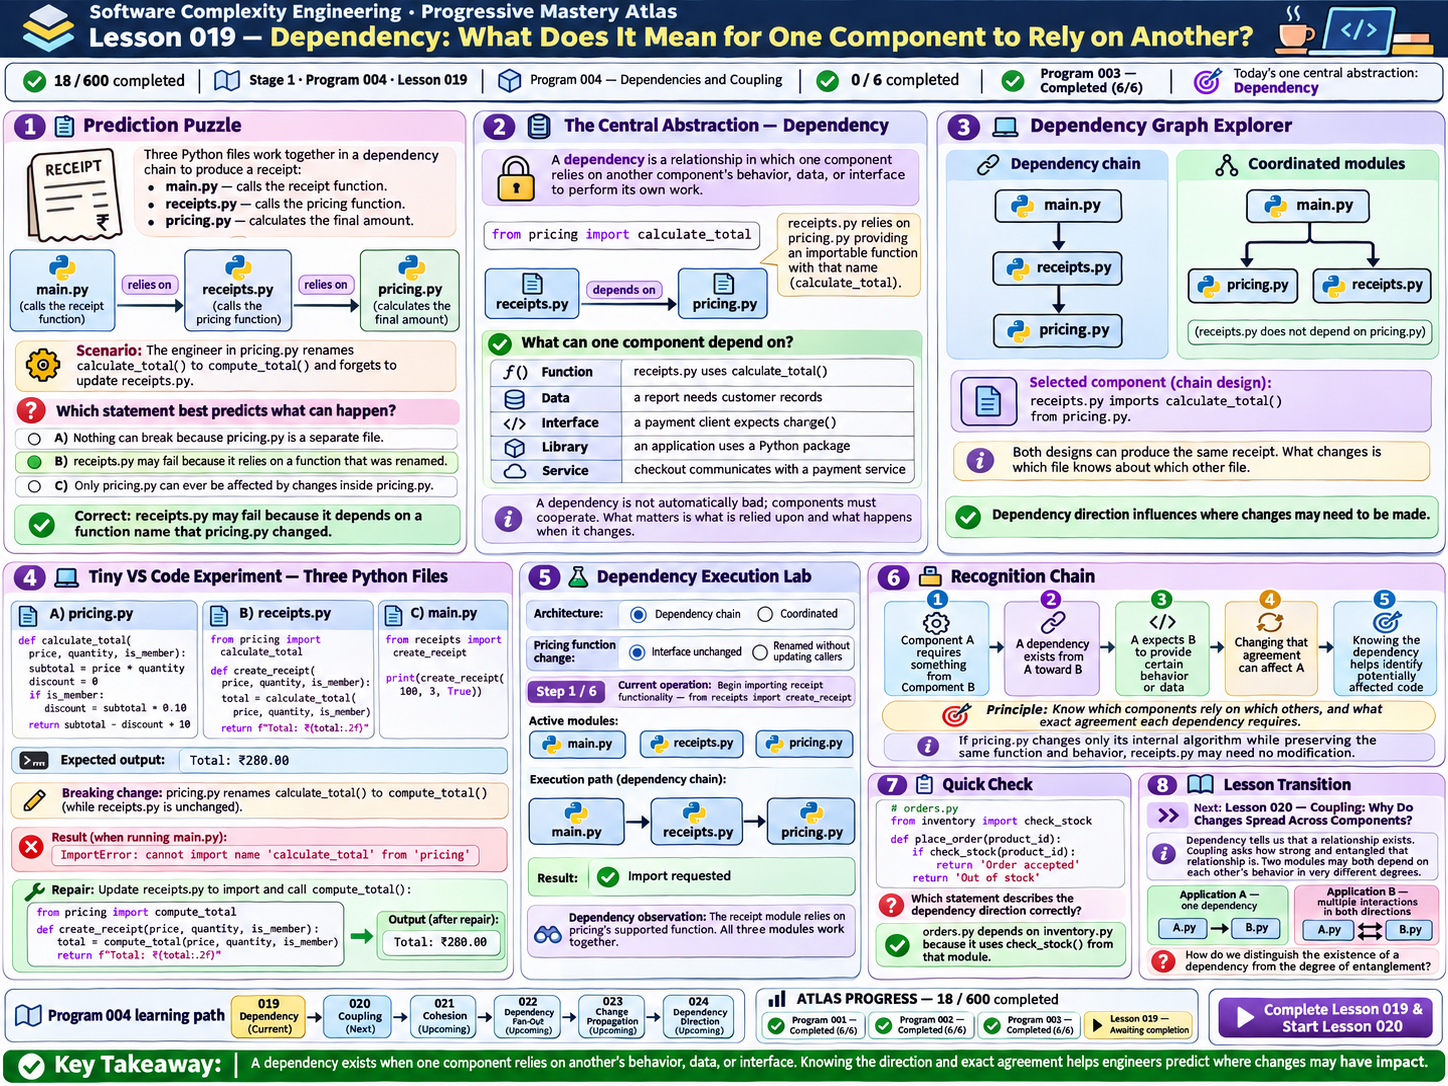 Software Complexity Engineering · Progressive Mastery Atlas
Lesson 019 — Dependency: What Does It Mean for One Component to Rely on Another?
</>
18 / 600 completed
Stage 1 · Program 004 · Lesson 019
Program 004 — Dependencies and Coupling
0 / 6 completed
Program 003 —
Completed (6/6)
Today's one central abstraction:
Dependency
1 Prediction Puzzle
RECEIPT
₹
Three Python files work together in a dependency
chain to produce a receipt:
• main.py — calls the receipt function.
• receipts.py — calls the pricing function.
• pricing.py — calculates the final amount.
main.py
(calls the receipt
function)
relies on
receipts.py
(calls the
pricing function)
relies on
pricing.py
(calculates the
final amount)
Scenario: The engineer in pricing.py renames
calculate_total() to compute_total() and forgets to
update receipts.py.
? Which statement best predicts what can happen?
A) Nothing can break because pricing.py is a separate file.
B) receipts.py may fail because it relies on a function that was renamed.
C) Only pricing.py can ever be affected by changes inside pricing.py.
Correct: receipts.py may fail because it depends on a
function name that pricing.py changed.
2 The Central Abstraction — Dependency
A dependency is a relationship in which one component
relies on another component's behavior, data, or interface
to perform its own work.
from pricing import calculate_total
receipts.py relies on
pricing.py providing
an importable function
with that name
(calculate_total).
receipts.py
depends on
pricing.py
What can one component depend on?
f() Function receipts.py uses calculate_total()
Data a report needs customer records
</> Interface a payment client expects change()
Library an application uses a Python package
Service checkout communicates with a payment service
i
A dependency is not automatically bad; components must
cooperate. What matters is what is relied upon and what happens
when it changes.
3 Dependency Graph Explorer
Dependency chain
main.py
receipts.py
pricing.py
Coordinated modules
main.py
pricing.py
receipts.py
(receipts.py does not depend on pricing.py)
Selected component (chain design):
receipts.py imports calculate_total()
from pricing.py.
i
Both designs can produce the same receipt. What changes is
which file knows about which other file.
Dependency direction influences where changes may need to be made.
4 Tiny VS Code Experiment — Three Python Files
A) pricing.py
def calculate_total(
price, quantity, is_member):
subtotal = price * quantity
discount = 0
if is_member:
discount = subtotal * 0.10
return subtotal - discount + 10
B) receipts.py
from pricing import
calculate_total
def create_receipt(
price, quantity, is_member):
total = calculate_total(
price, quantity, is_member)
return f"Total: ₹{total:.2f}"
C) main.py
from receipts import
create_receipt
print(create_receipt(
100, 3, True))
Expected output: Total: ₹280.00
Breaking change: pricing.py renames calculate_total() to compute_total()
(while receipts.py is unchanged).
Result (when running main.py):
ImportError: cannot import name 'calculate_total' from 'pricing'
Repair: Update receipts.py to import and call compute_total():
from pricing import compute_total
def create_receipt(price, quantity, is_member):
total = compute_total(price, quantity, is_member)
return f"Total: ₹{total:.2f}"
Output (after repair):
Total: ₹280.00
5 Dependency Execution Lab
Architecture: Dependency chain Coordinated
Pricing function
change:
Interface unchanged
Renamed without
updating callers
Step 1 / 6
Current operation: Begin importing receipt
functionality — from receipts import create_receipt
Active modules:
main.py
receipts.py
pricing.py
Execution path (dependency chain):
main.py
receipts.py
pricing.py
Result: Import requested
Dependency observation: The receipt module relies on
pricing's supported function. All three modules work
together.
6 Recognition Chain
1
Component A
requires
something
from
Compoment B
2
A dependency
exists from
A toward B
3
</>
A expects B
to provide
certain
behavior
or data
4
Changing that
agreement
can affect A
5
Knowing the
dependency
helps identify
potentially
affected code
Principle: Know which components rely on which others, and what
exact agreement each dependency requires.
i
If pricing.py changes only its internal algorithm while preserving the
same function and behavior, receipts.py may need no modification.
7 Quick Check
# orders.py
from inventory import check_stock
def place_order(product_id):
if check_stock(product_id):
return 'Order accepted'
return 'Out of stock'
?
Which statement describes the
dependency direction correctly?
orders.py depends on inventory.py
because it uses check_stock() from
that module.
8 Lesson Transition
Next: Lesson 020 — Coupling: Why Do
Changes Spread Across Components?
i
Dependency tells us that a relationship exists.
Coupling asks how strong and entangled that
relationship is. Two modules may both depend on
each other's behavior in very different degrees.
Application A —
one dependency
A.py
B.py
Application B —
multiple interactions
in both directions
A.py
B.py
?
How do we distinguish the existence of a
dependency from the degree of entanglement?
Program 004 learning path
019
Dependency
(Current)
020
Coupling
(Next)
021
Cohesion
(Upcoming)
022
Dependency
Fan-Out
(Upcoming)
023
Change
Propagation
(Upcoming)
024
Dependency
Direction
(Upcoming)
ATLAS PROGRESS — 18 / 600 completed
Program 001 —
Completed (6/6)
Program 002 —
Completed (6/6)
Program 003 —
Completed (6/6)
Lesson 019 —
Awaiting completion
Complete Lesson 019 &
Start Lesson 020
Key Takeaway: A dependency exists when one component relies on another's behavior, data, or interface. Knowing the direction and exact agreement helps engineers predict where changes may have impact.